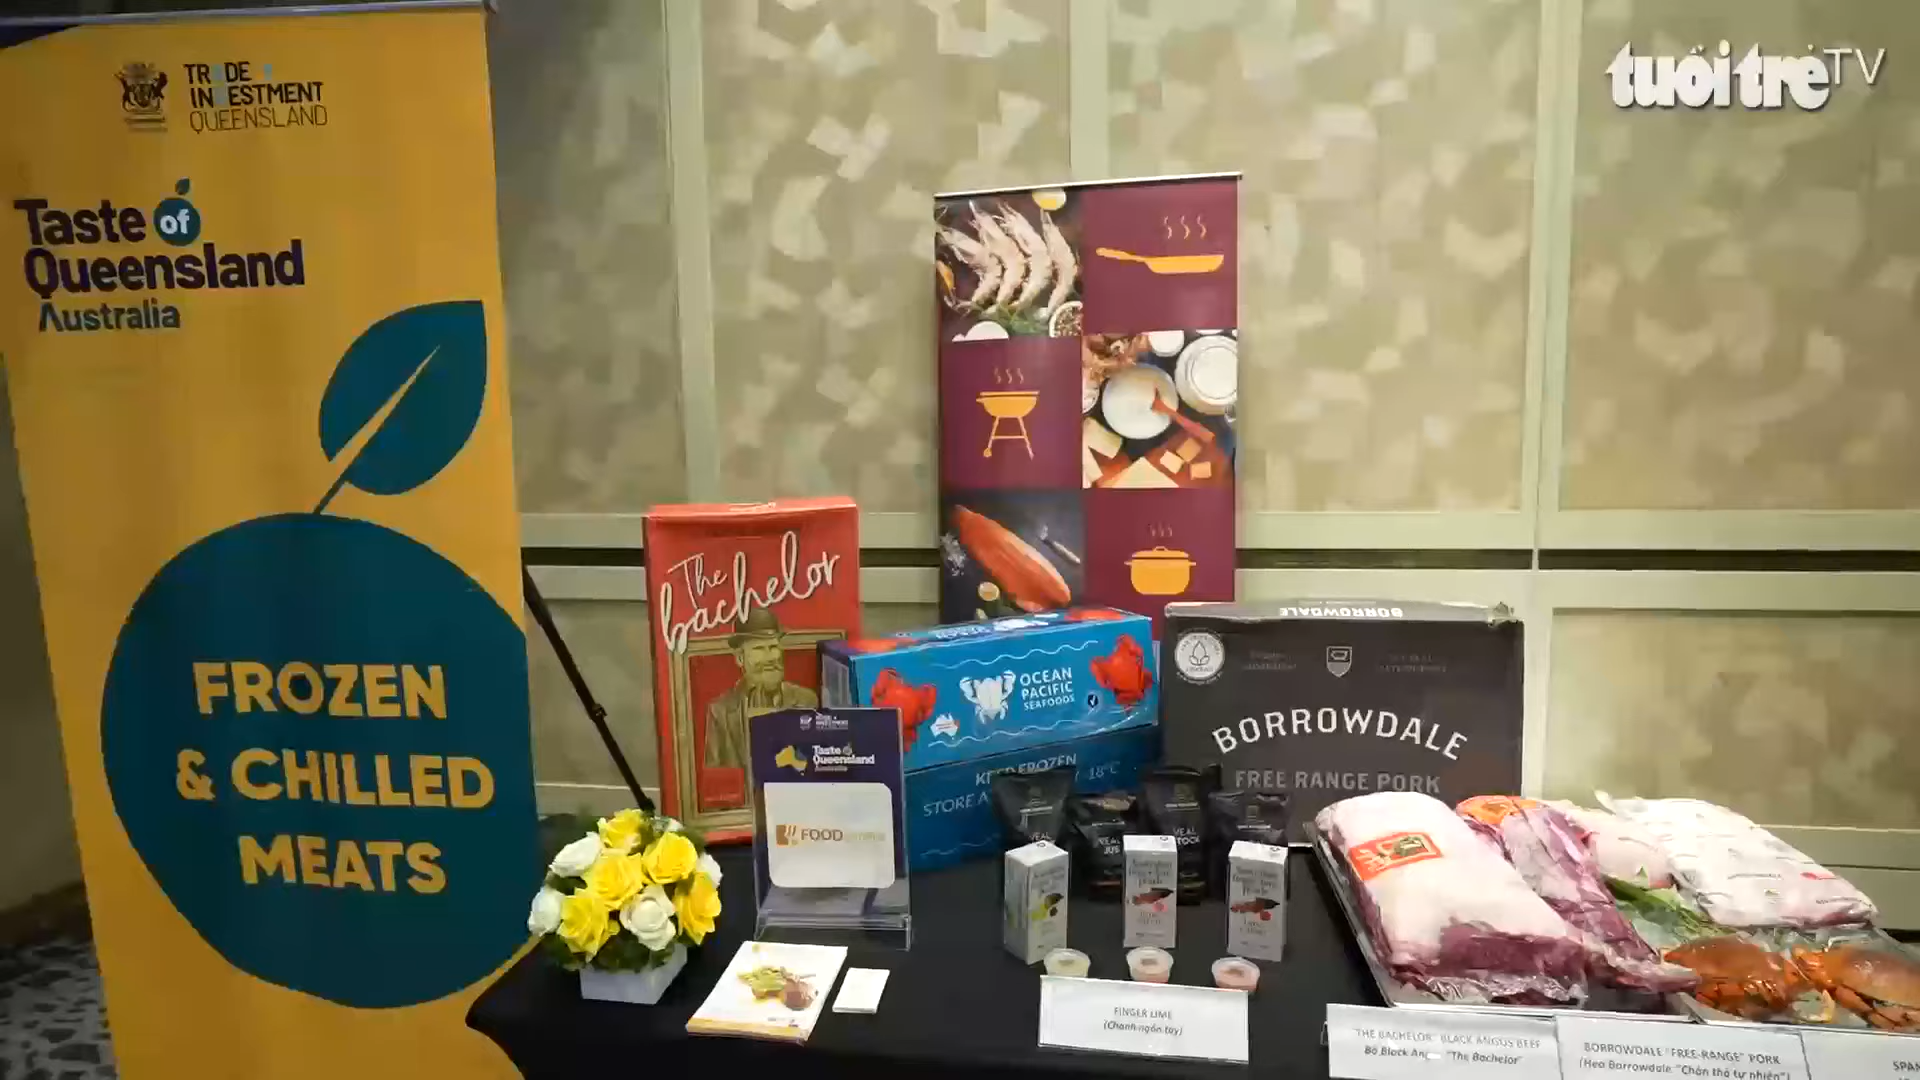 tuổi trẻ TV
TRADE +
INVESTMENT
QUEENSLAND
Taste of
Queensland
Australia
FROZEN
& CHILLED
MEATS
The
bachelor
OCEAN
PACIFIC
SEAFOODS
KEEP FROZEN
STORE A
-18°C
BORROWDALE
BORROWDALE
FREE RANGE PORK
Taste of
Queensland
Australia
FOOD
VEAL
JUS
VEAL
STOCK
FINGER LIME
(Chanh ngón tay)
"THE BACHELOR" BLACK ANGUS BEEF
Bò Black Angus "The Bachelor"
BORROWDALE "FREE-RANGE" PORK
(Heo Borrowdale "Chăn thả tự nhiên")
SPAN